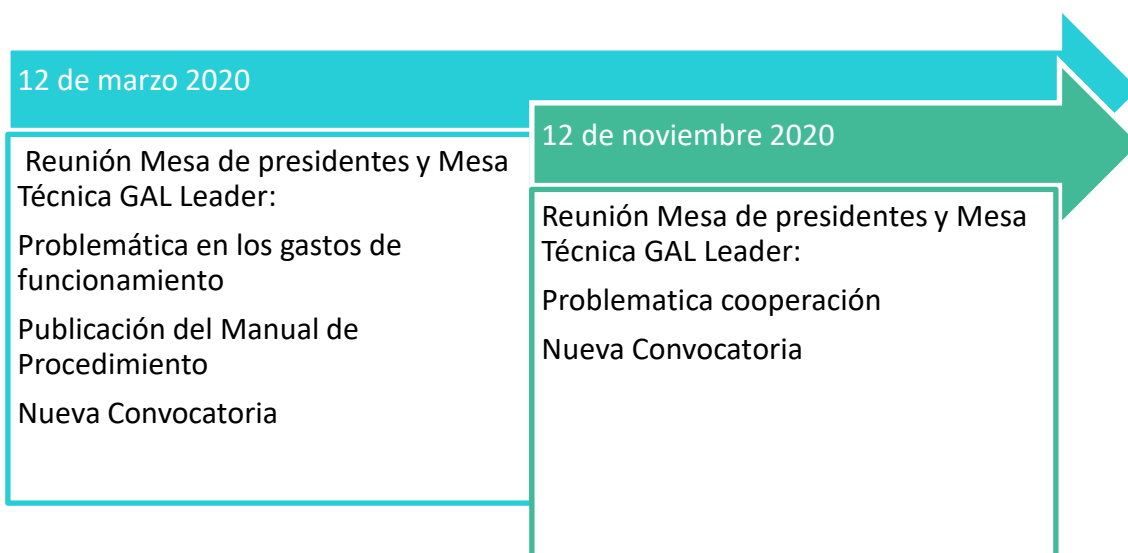 12 de marzo 2020
Reunión Mesa de presidentes y Mesa
Técnica GAL Leader:
Problemática en los gastos de
funcionamiento
Publicación del Manual de
Procedimiento
Nueva Convocatoria
12 de noviembre 2020
Reunión Mesa de presidentes y Mesa
Técnica GAL Leader:
Problematica cooperación
Nueva Convocatoria